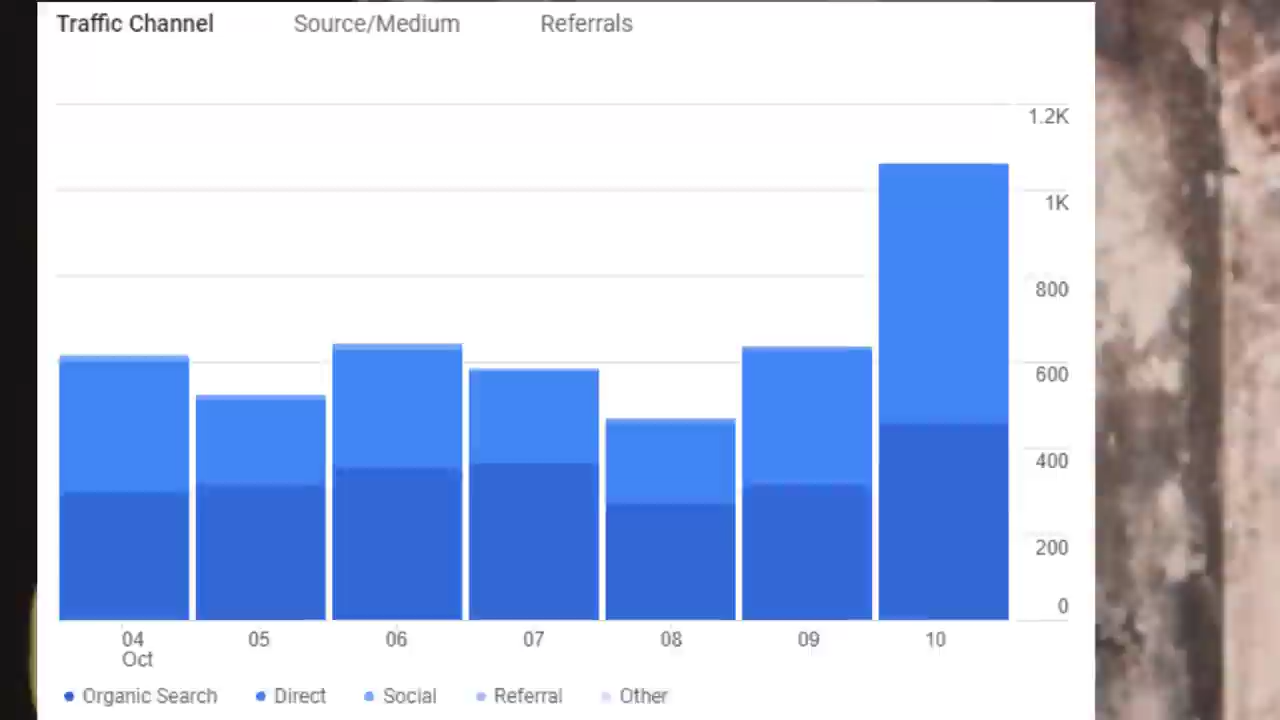 Traffic Channel Source/Medium Referrals
1.2K
1K
800
600
400
200
0
04 05 06 07 08 09 10
Oct
Organic Search Direct Social Referral Other